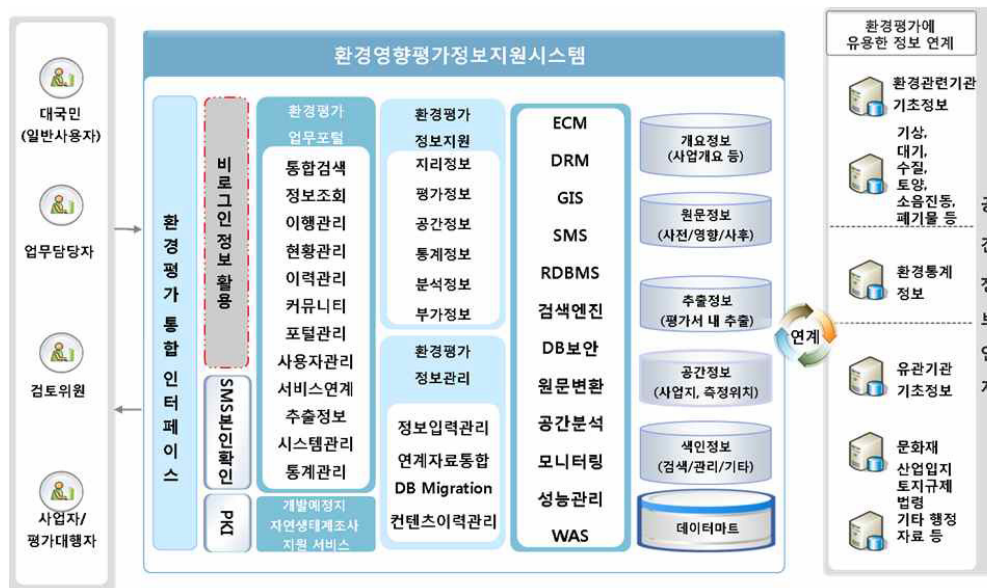 대국민
(일반사용자)
업무담당자
검토위원
사업자/
평가대행자
환경영향평가정보지원시스템
환경평가 통합 인터페이스
비로그인 정보 활용
SMS본인확인
PKI
환경평가
업무포털
통합검색
정보조회
이행관리
현황관리
이력관리
커뮤니티
포털관리
사용자관리
서비스연계
추출정보
시스템관리
통계관리
개발예정지
자연생태계조사
지원 서비스
환경평가
정보지원
지리정보
평가정보
공간정보
통계정보
분석정보
부가정보
환경평가
정보관리
정보입력관리
연계자료통합
DB Migration
컨텐츠이력관리
ECM
DRM
GIS
SMS
RDBMS
검색엔진
DB보안
원문변환
공간분석
모니터링
성능관리
WAS
개요정보
(사업개요 등)
원문정보
(사전/영향/사후)
추출정보
(평가서 내 추출)
공간정보
(사업지, 측정위치)
색인정보
(검색/관리/기타)
데이터마트
연계
환경평가에
유용한 정보 연계
환경관련기관
기초정보
기상,
대기,
수질,
토양,
소음진동,
폐기물 등
환경통계
정보
유관기관
기초정보
문화재
산업입지
토지규제
법령
기타 행정
자료 등